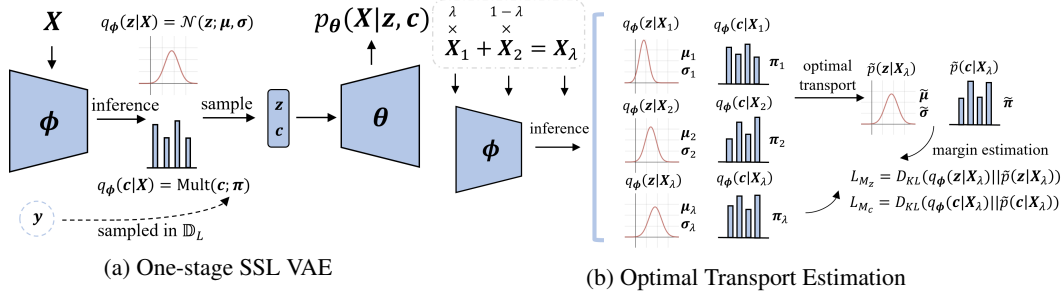 X
q_ϕ(z|X) = 𝒩(z; μ, σ)
ϕ
inference
sample
z
c
q_ϕ(c|X) = Mult(c; π)
y
sampled in 𝔻_L
p_θ(X|z, c)
θ
(a) One-stage SSL VAE
λ 1 − λ
× ×
X_1 + X_2 = X_λ
ϕ
inference
q_ϕ(z|X_1) q_ϕ(c|X_1)
μ_1
σ_1
π_1
q_ϕ(z|X_2) q_ϕ(c|X_2)
μ_2
σ_2
π_2
q_ϕ(z|X_λ) q_ϕ(c|X_λ)
μ_λ
σ_λ
π_λ
optimal
transport
p̃(z|X_λ) p̃(c|X_λ)
μ̃
σ̃
π̃
margin estimation
L_{M_z} = D_{KL}(q_ϕ(z|X_λ)||p̃(z|X_λ))
L_{M_c} = D_{KL}(q_ϕ(c|X_λ)||p̃(c|X_λ))
(b) Optimal Transport Estimation